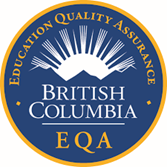 EDUCATION QUALITY ASSURANCE
BRITISH
COLUMBIA
EQA